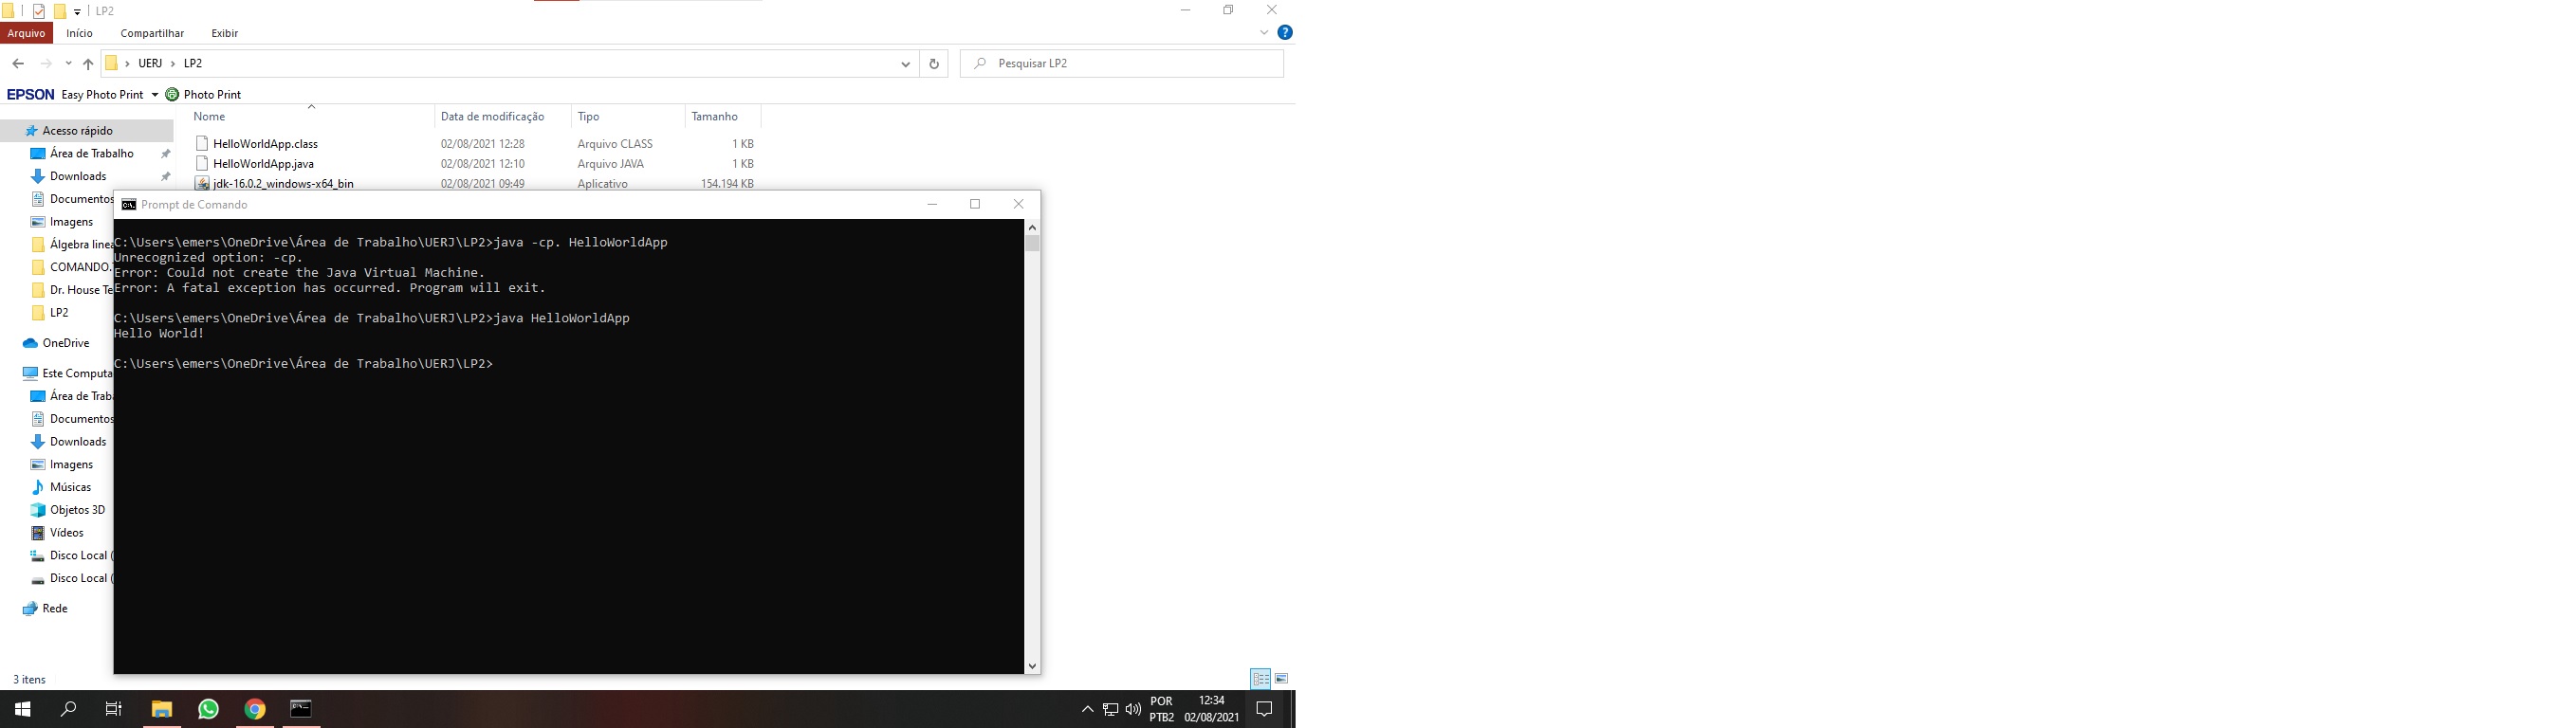 LP2
Arquivo Início Compartilhar Exibir
UERJ LP2 Pesquisar LP2
EPSON Easy Photo Print Photo Print
Nome Data de modificação Tipo Tamanho
Acesso rápido
HelloWorldApp.class 02/08/2021 12:28 Arquivo CLASS 1 KB
Área de Trabalho
HelloWorldApp.java 02/08/2021 12:10 Arquivo JAVA 1 KB
Downloads
jdk-16.0.2_windows-x64_bin 02/08/2021 09:49 Aplicativo 154.194 KB
Documentos
Imagens
Álgebra linea
COMANDO.
Dr. House Te
LP2
OneDrive
Este Computa
Área de Trab
Documentos
Downloads
Imagens
Músicas
Objetos 3D
Vídeos
Disco Local (
Disco Local (
Rede
Prompt de Comando
C:\Users\emers\OneDrive\Área de Trabalho\UERJ\LP2>java -cp. HelloWorldApp
Unrecognized option: -cp.
Error: Could not create the Java Virtual Machine.
Error: A fatal exception has occurred. Program will exit.
C:\Users\emers\OneDrive\Área de Trabalho\UERJ\LP2>java HelloWorldApp
Hello World!
C:\Users\emers\OneDrive\Área de Trabalho\UERJ\LP2>
3 itens
POR 12:34
PTB2 02/08/2021